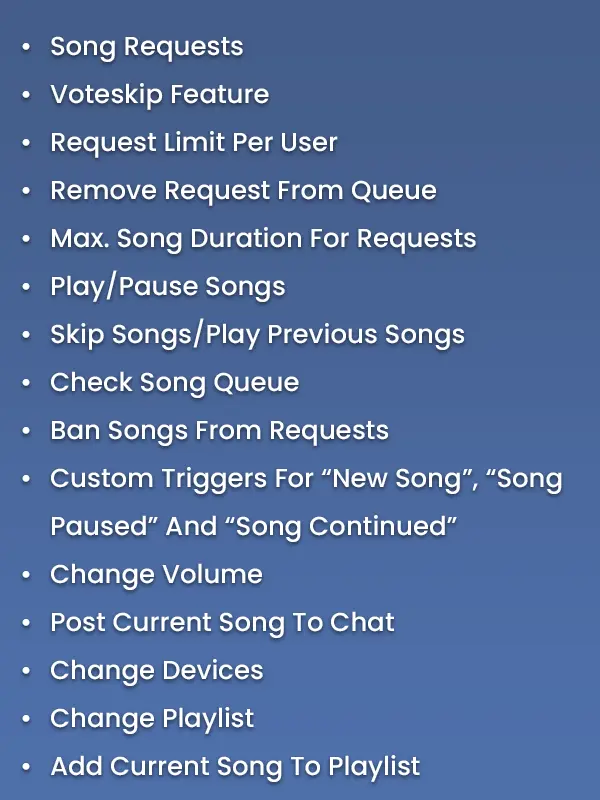 • Song Requests
• Voteskip Feature
• Request Limit Per User
• Remove Request From Queue
• Max. Song Duration For Requests
• Play/Pause Songs
• Skip Songs/Play Previous Songs
• Check Song Queue
• Ban Songs From Requests
• Custom Triggers For “New Song”, “Song
Paused” And “Song Continued”
• Change Volume
• Post Current Song To Chat
• Change Devices
• Change Playlist
• Add Current Song To Playlist